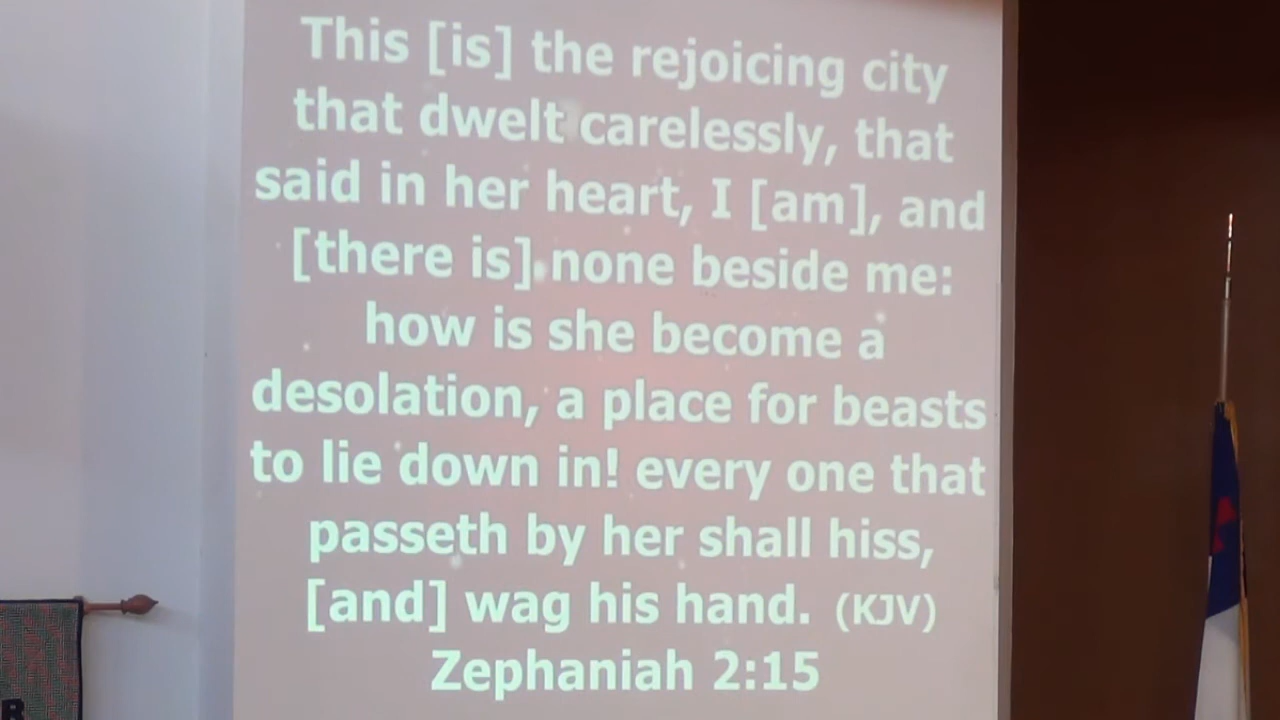 This [is] the rejoicing city
that dwelt carelessly, that
said in her heart, I [am], and
[there is] none beside me:
how is she become a
desolation, a place for beasts
to lie down in! every one that
passeth by her shall hiss,
[and] wag his hand. (KJV)
Zephaniah 2:15
R